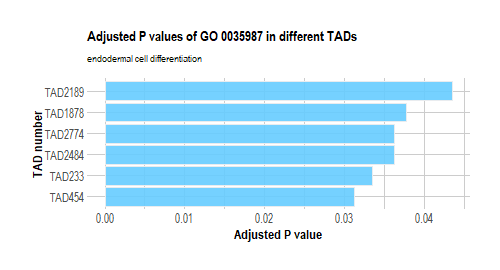 Adjusted P values of GO 0035987 in different TADs
endodermal cell differentiation
TAD number
TAD2189
TAD1878
TAD2774
TAD2484
TAD233
TAD454
0.00 0.01 0.02 0.03 0.04
Adjusted P value